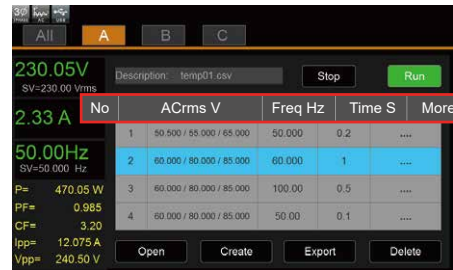 3Ø
AC
USB
All A B C
230.05V
SV=230.00 Vrms
Description: temp01.csv Stop Run
2.33 A
No ACrms V Freq Hz Time S More
1 50.500 / 55.000 / 65.000 50.000 0.2 ....
50.00Hz
SV=50.000 Hz
2 60.000 / 80.000 / 85.000 60.000 1 ....
P= 470.05 W
3 60.000 / 80.000 / 85.000 100.00 0.5 ....
PF= 0.985
4 60.000 / 80.000 / 85.000 50.00 0.1 ....
CF= 3.20
Ipp= 12.075 A
Open Create Export Delete
Vpp= 240.50 V